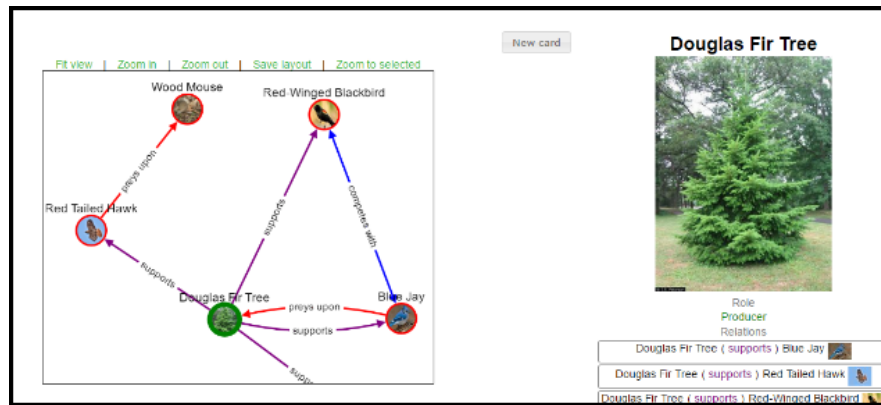 New card
Douglas Fir Tree
Fit view | Zoom in | Zoom out | Save layout | Zoom to selected
Wood Mouse
Red-Winged Blackbird
preys upon
supports
competes with
Red Tailed Hawk
supports
Douglas Fir Tree
Blue Jay
preys upon
supports
supp
Role
Producer
Relations
Douglas Fir Tree ( supports ) Blue Jay
Douglas Fir Tree ( supports ) Red Tailed Hawk
Douglas Fir Tree ( supports ) Red-Winged Blackbird